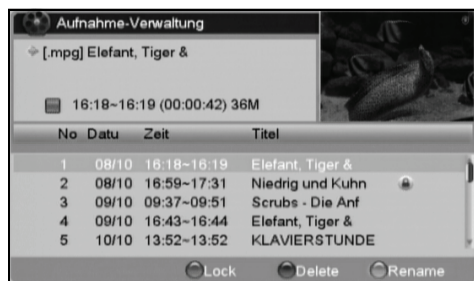 Aufnahme-Verwaltung
[.mpg] Elefant, Tiger &
16:18~16:19 (00:00:42) 36M
No Datu Zeit Titel
1 08/10 16:18~16:19 Elefant, Tiger &
2 08/10 16:59~17:31 Niedrig und Kuhn
3 09/10 09:37~09:51 Scrubs - Die Anf
4 09/10 16:43~16:44 Elefant, Tiger &
5 10/10 13:52~13:52 KLAVIERSTUNDE
Lock Delete Rename